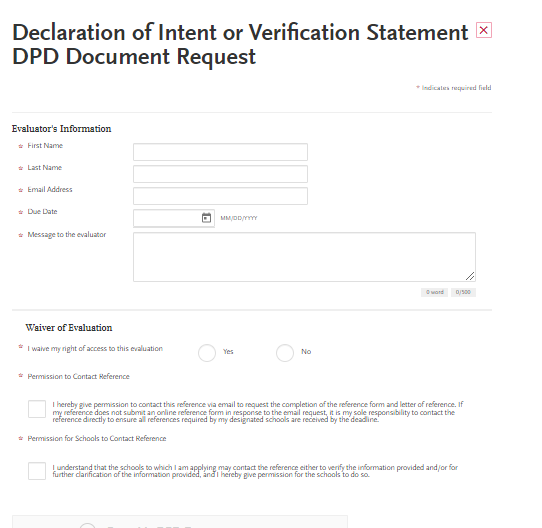 Declaration of Intent or Verification Statement
DPD Document Request
* Indicates required field
Evaluator's Information
* First Name
* Last Name
* Email Address
* Due Date
MM/DD/YYYY
* Message to the evaluator
0 word 0/500
Waiver of Evaluation
* I waive my right of access to this evaluation
Yes
No
* Permission to Contact Reference
I hereby give permission to contact this reference via email to request the completion of the reference form and letter of reference. If
my reference does not submit an online reference form in response to the email request, it is my sole responsibility to contact the
reference directly to ensure all references required by my designated schools are received by the deadline.
* Permission for Schools to Contact Reference
I understand that the schools to which I am applying may contact the reference either to verify the information provided and/or for
further clarification of the information provided, and I hereby give permission for the schools to do so.